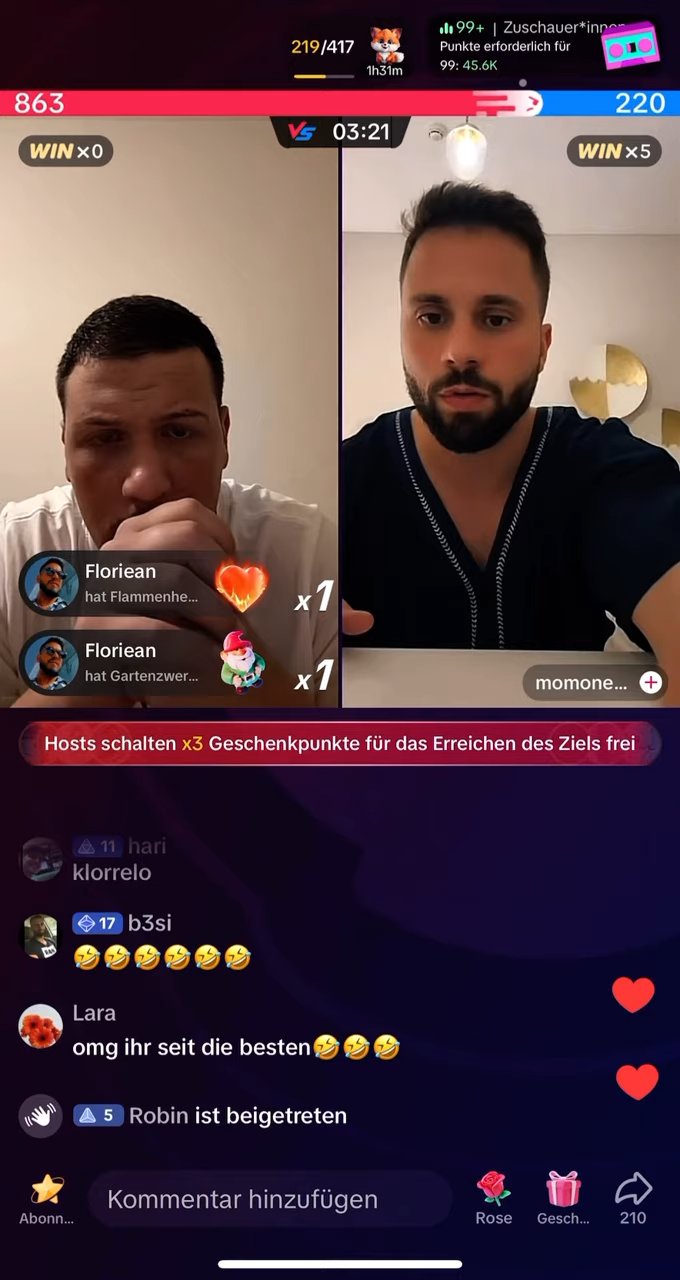 219/417
1h31m
99+ | Zuschauer*innen
Punkte erforderlich für
99: 45.6K
863
220
VS 03:21
WIN x0
WIN x5
Floriean
hat Flammenhe...
x1
Floriean
hat Gartenzwer...
x1
momone...
Hosts schalten x3 Geschenkpunkte für das Erreichen des Ziels frei
11 hari
klorrelo
17 b3si
🤣🤣🤣🤣🤣🤣
Lara
omg ihr seit die besten🤣🤣🤣
5 Robin ist beigetreten
Abonn...
Kommentar hinzufügen
Rose
Gesch...
210